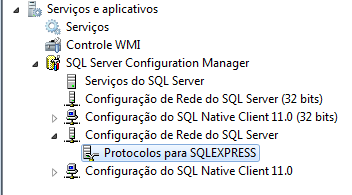 Serviços e aplicativos
Serviços
Controle WMI
SQL Server Configuration Manager
Serviços do SQL Server
Configuração de Rede do SQL Server (32 bits)
Configuração do SQL Native Client 11.0 (32 bits)
Configuração de Rede do SQL Server
Protocolos para SQLEXPRESS
Configuração do SQL Native Client 11.0